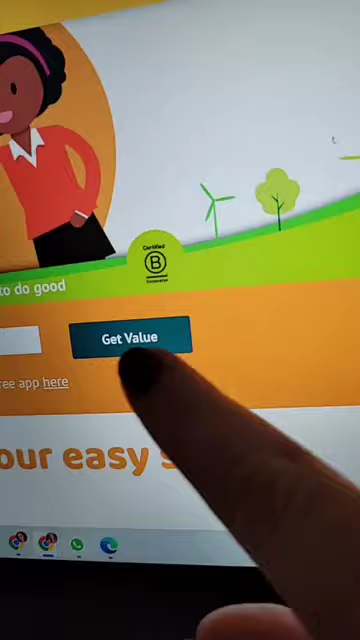 Certified
B
Corporation
to do good
Get Value
ree app here
our easy s